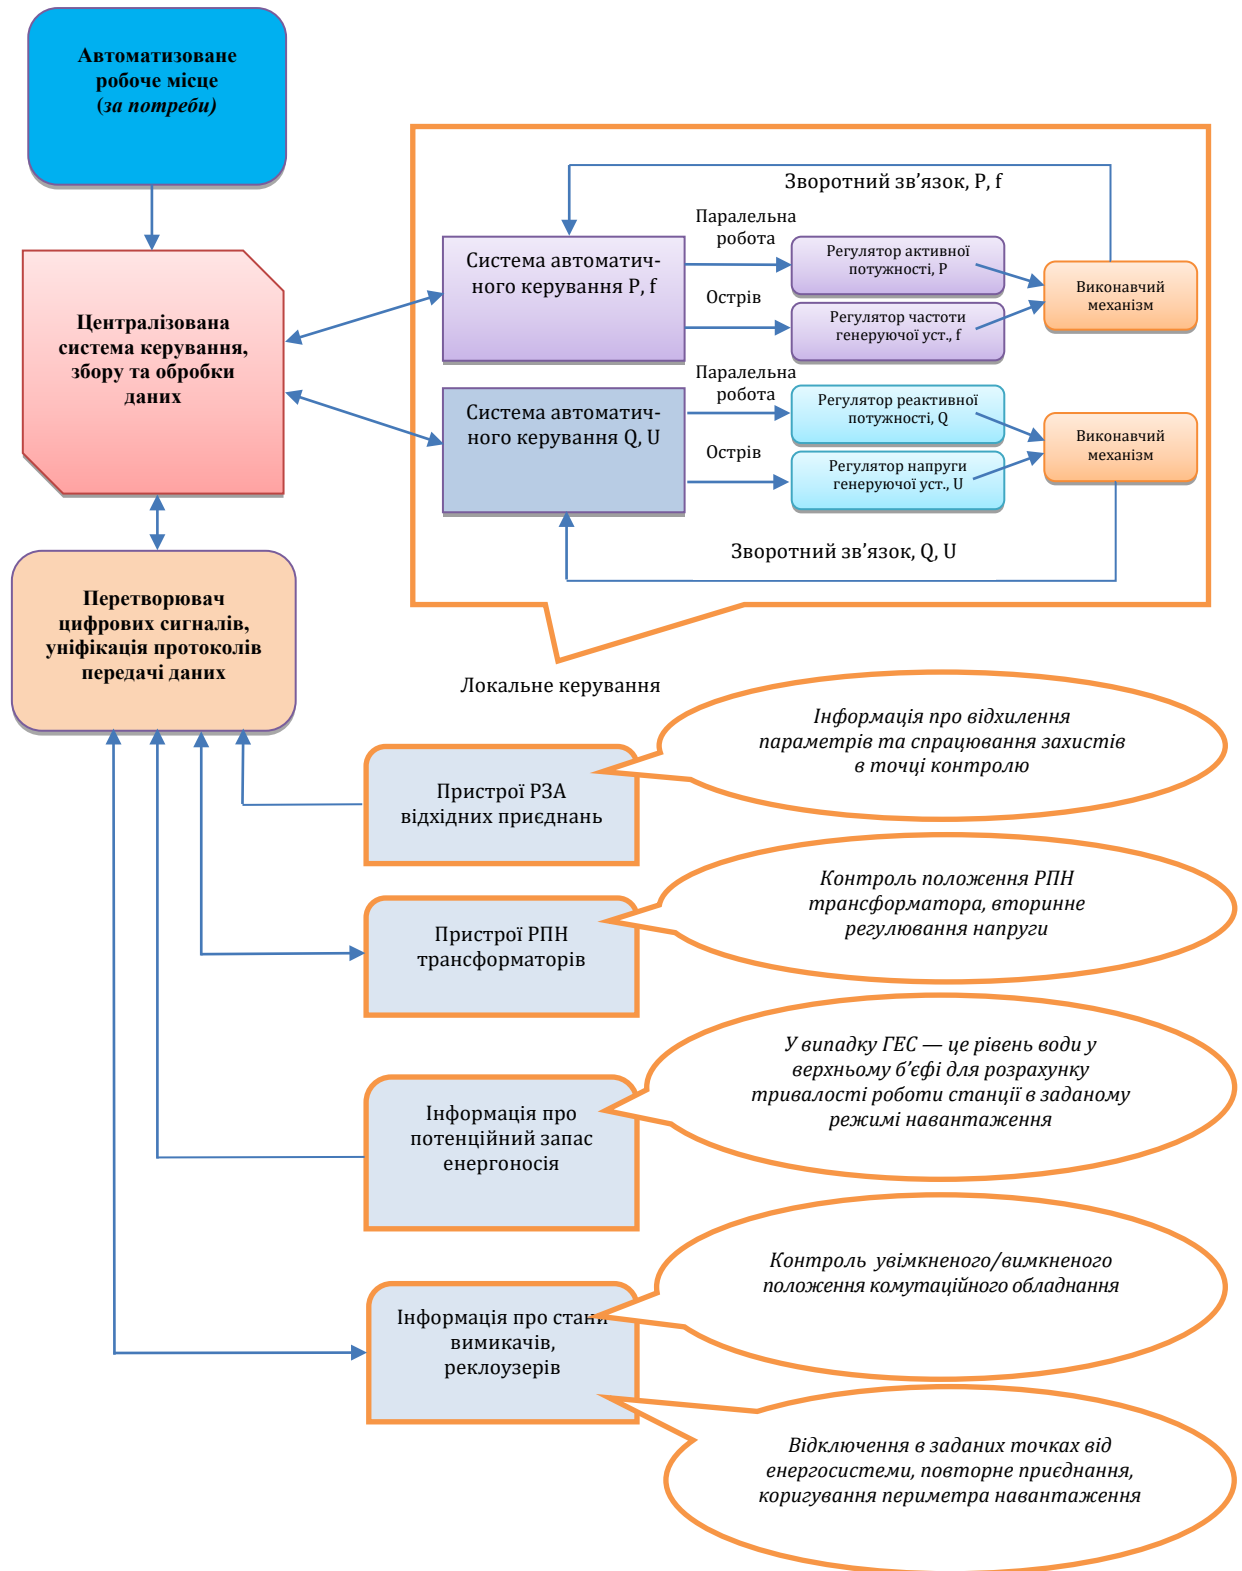 Автоматизоване
робоче місце
(за потреби)
Зворотний зв’язок, P, f
Паралельна
робота
Система автоматич-
ного керування P, f
Регулятор активної
потужності, P
Виконавчий
механізм
Острів
Регулятор частоти
генеруючої уст., f
Централізована
система керування,
збору та обробки
даних
Паралельна
робота
Система автоматич-
ного керування Q, U
Регулятор реактивної
потужності, Q
Виконавчий
механізм
Острів
Регулятор напруги
генеруючої уст., U
Зворотний зв’язок, Q, U
Перетворювач
цифрових сигналів,
уніфікація протоколів
передачі даних
Локальне керування
Інформація про відхилення
параметрів та спрацювання захистів
в точці контролю
Пристрої РЗА
відхідних приєднань
Контроль положення РПН
трансформатора, вторинне
регулювання напруги
Пристрої РПН
трансформаторів
У випадку ГЕС — це рівень води у
верхньому б’єфі для розрахунку
тривалості роботи станції в заданому
режимі навантаження
Інформація про
потенційний запас
енергоносія
Контроль увімкненого/вимкненого
положення комутаційного обладнання
Інформація про стани
вимикачів,
реклоузерів
Відключення в заданих точках від
енергосистеми, повторне приєднання,
коригування периметра навантаження